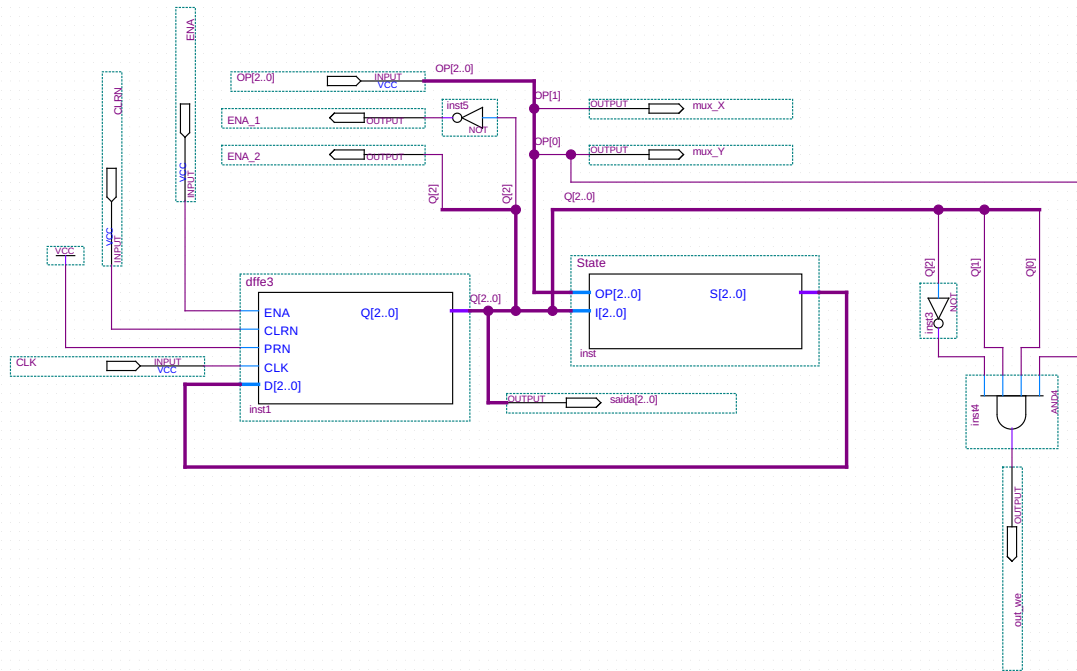 ENA
VCC
INPUT
CLRN
VCC
INPUT
OP[2..0]
INPUT
VCC
OP[2..0]
ENA_1
OUTPUT
inst5
NOT
ENA_2
OUTPUT
OP[1]
OUTPUT
mux_X
OP[0]
OUTPUT
mux_Y
Q[2]
Q[2]
Q[2..0]
VCC
dffe3
ENA
CLRN
PRN
CLK
D[2..0]
Q[2..0]
inst1
Q[2..0]
CLK
INPUT
VCC
State
OP[2..0]
I[2..0]
S[2..0]
inst
OUTPUT
saida[2..0]
Q[2]
Q[1]
Q[0]
NOT
inst3
inst4
AND4
OUTPUT
out_we